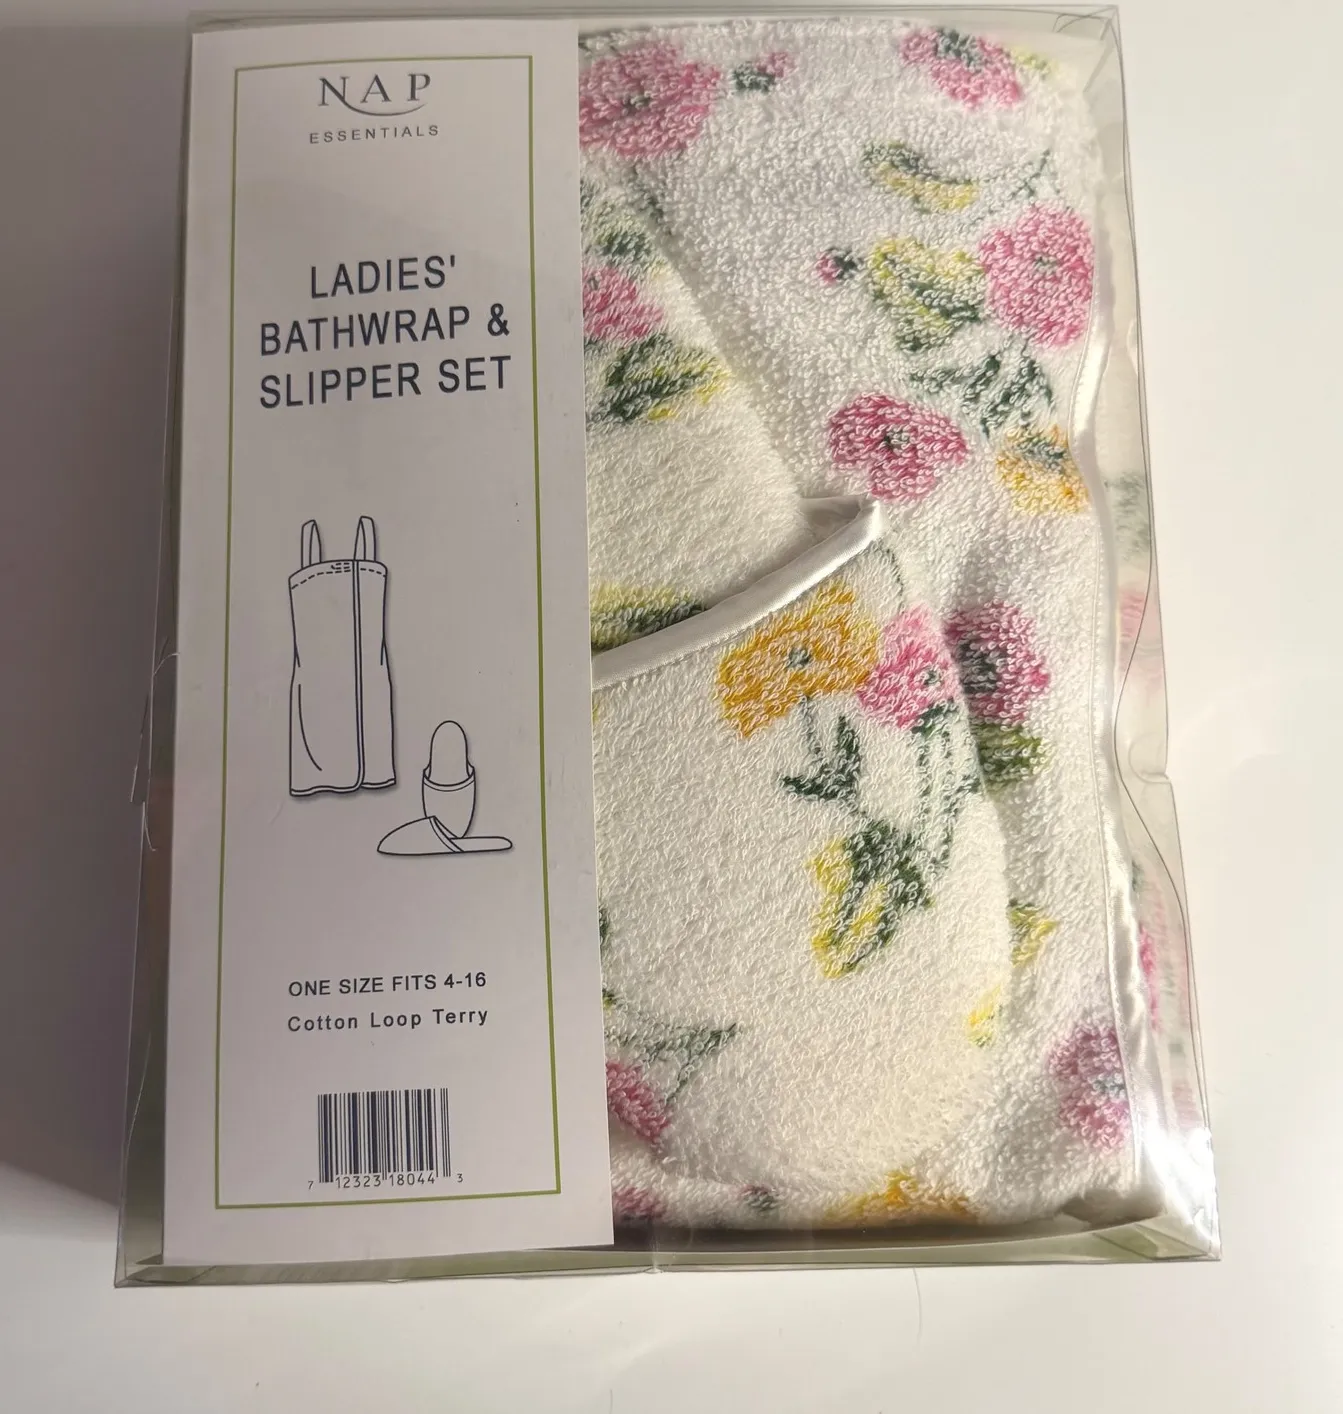 NAP
ESSENTIALS
LADIES'
BATHWRAP &
SLIPPER SET
ONE SIZE FITS 4-16
Cotton Loop Terry
7 12323 18044 3